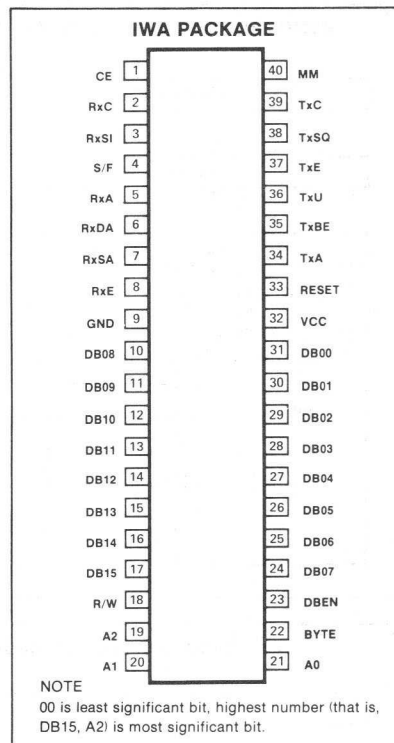 IWA PACKAGE
CE 1 40 MM
RxC 2 39 TxC
RxSI 3 38 TxSQ
S/F 4 37 TxE
RxA 5 36 TxU
RxDA 6 35 TxBE
RxSA 7 34 TxA
RxE 8 33 RESET
GND 9 32 VCC
DB08 10 31 DB00
DB09 11 30 DB01
DB10 12 29 DB02
DB11 13 28 DB03
DB12 14 27 DB04
DB13 15 26 DB05
DB14 16 25 DB06
DB15 17 24 DB07
R/W 18 23 DBEN
A2 19 22 BYTE
A1 20 21 A0
NOTE
00 is least significant bit, highest number (that is,
DB15, A2) is most significant bit.